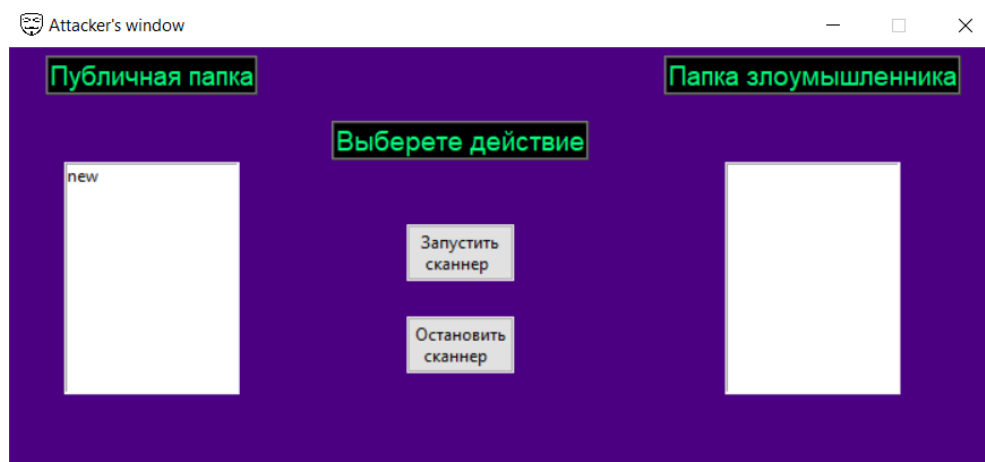 Attacker's window
Публичная папка
Папка злоумышленника
Выберете действие
new
Запустить
сканнер
Остановить
сканнер